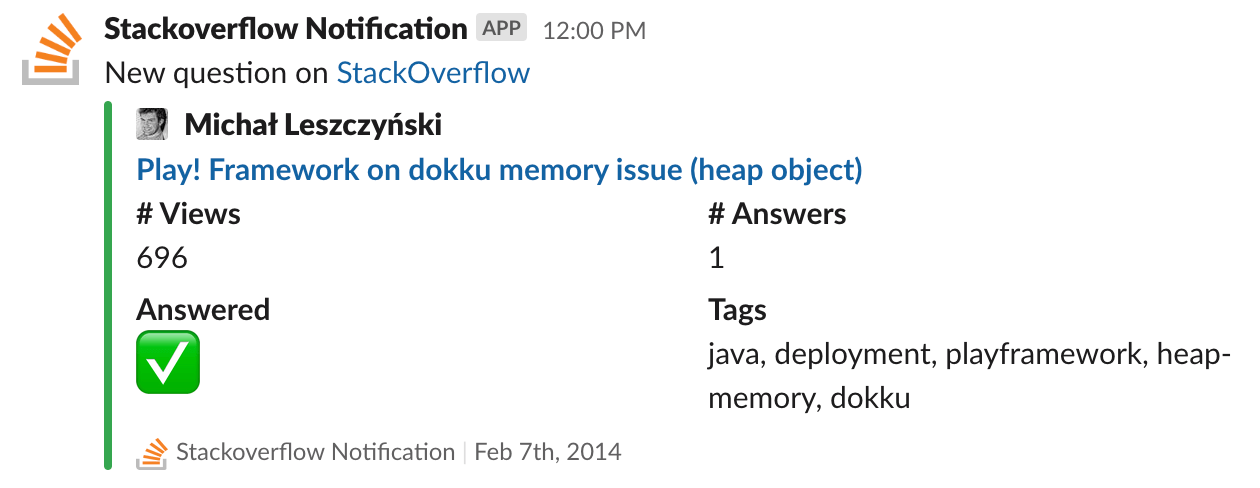 Stackoverflow Notification APP 12:00 PM
New question on StackOverflow
Michał Leszczyński
Play! Framework on dokku memory issue (heap object)
# Views # Answers
696 1
Answered Tags
java, deployment, playframework, heap-
memory, dokku
Stackoverflow Notification | Feb 7th, 2014